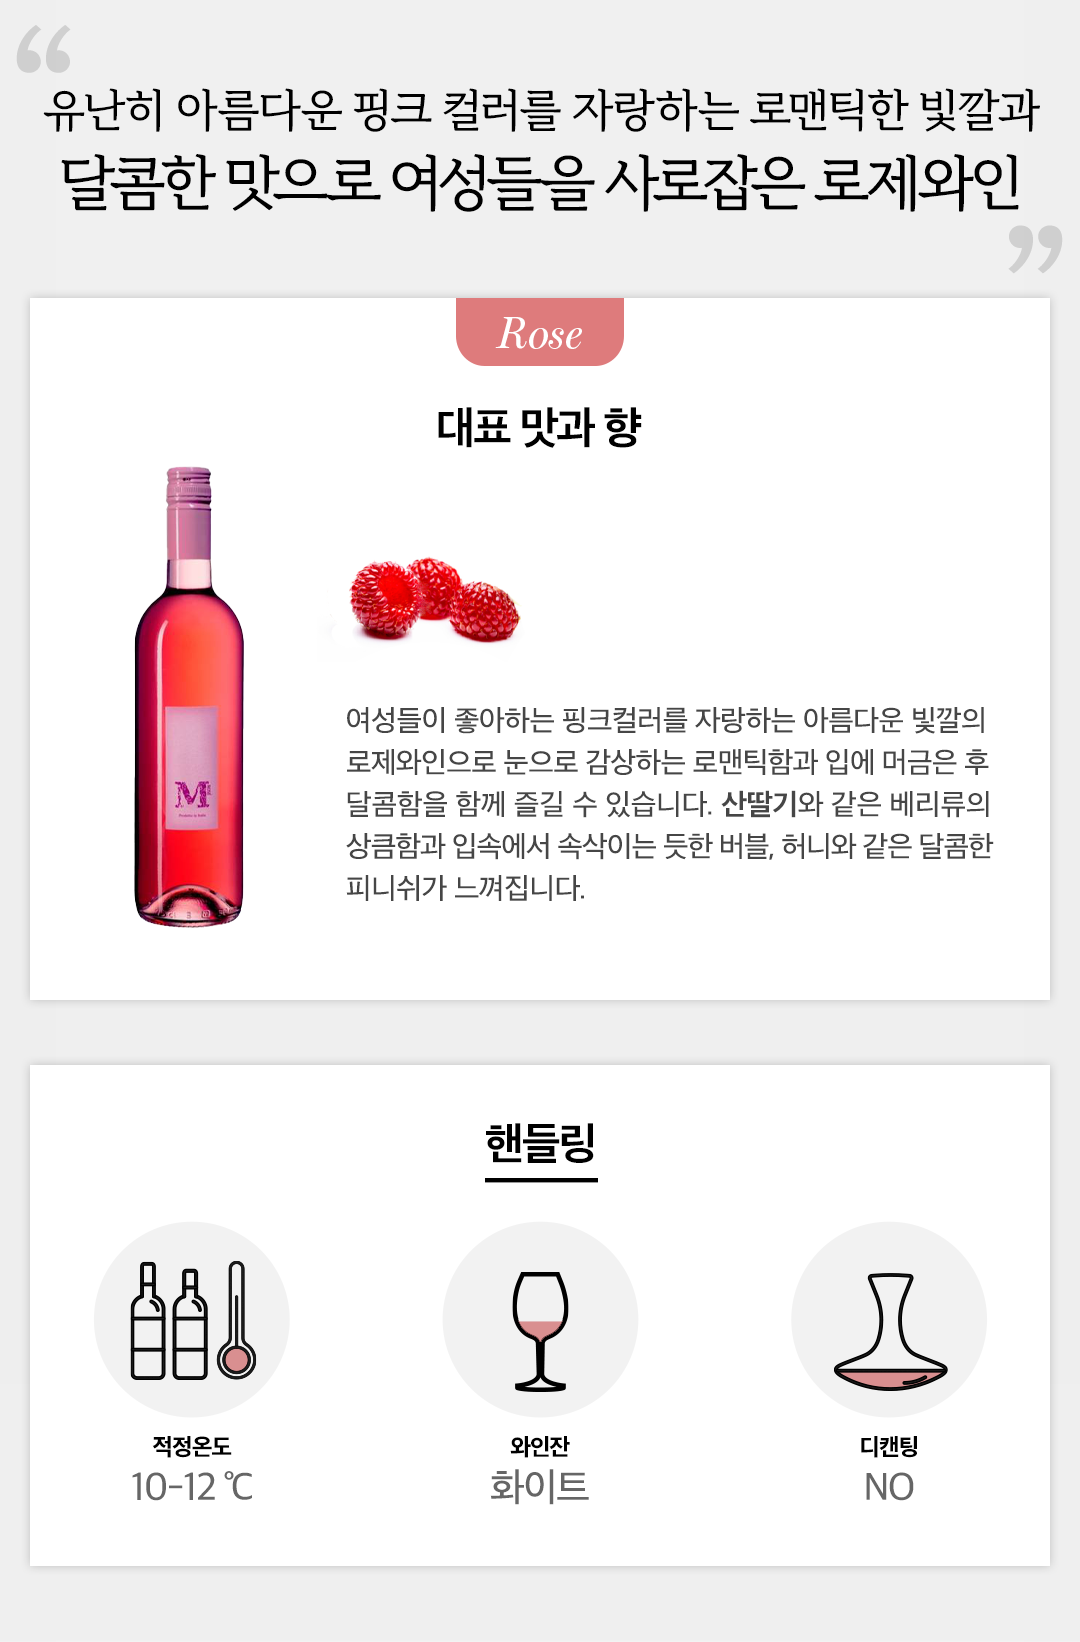 “
유난히 아름다운 핑크 컬러를 자랑하는 로맨틱한 빛깔과
달콤한 맛으로 여성들을 사로잡은 로제와인
”
Rose
대표 맛과 향
M
여성들이 좋아하는 핑크컬러를 자랑하는 아름다운 빛깔의
로제와인으로 눈으로 감상하는 로맨틱함과 입에 머금은 후
달콤함을 함께 즐길 수 있습니다. 산딸기와 같은 베리류의
상큼함과 입속에서 속삭이는 듯한 버블, 허니와 같은 달콤한
피니쉬가 느껴집니다.
핸들링
적정온도
10-12 ℃
와인잔
화이트
디캔팅
NO